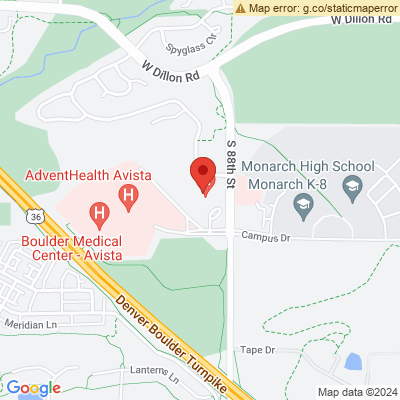 Map error: g.co/staticmaperror
W Dillon Rd
Spyglass Cir
W Dillon Rd
S 88th St
AdventHealth Avista
Monarch High School
Monarch K-8
36
Boulder Medical
Center - Avista
Campus Dr
Denver Boulder Turnpike
Meridian Ln
Tape Dr
Lanterns Ln
Google
Map data ©2024